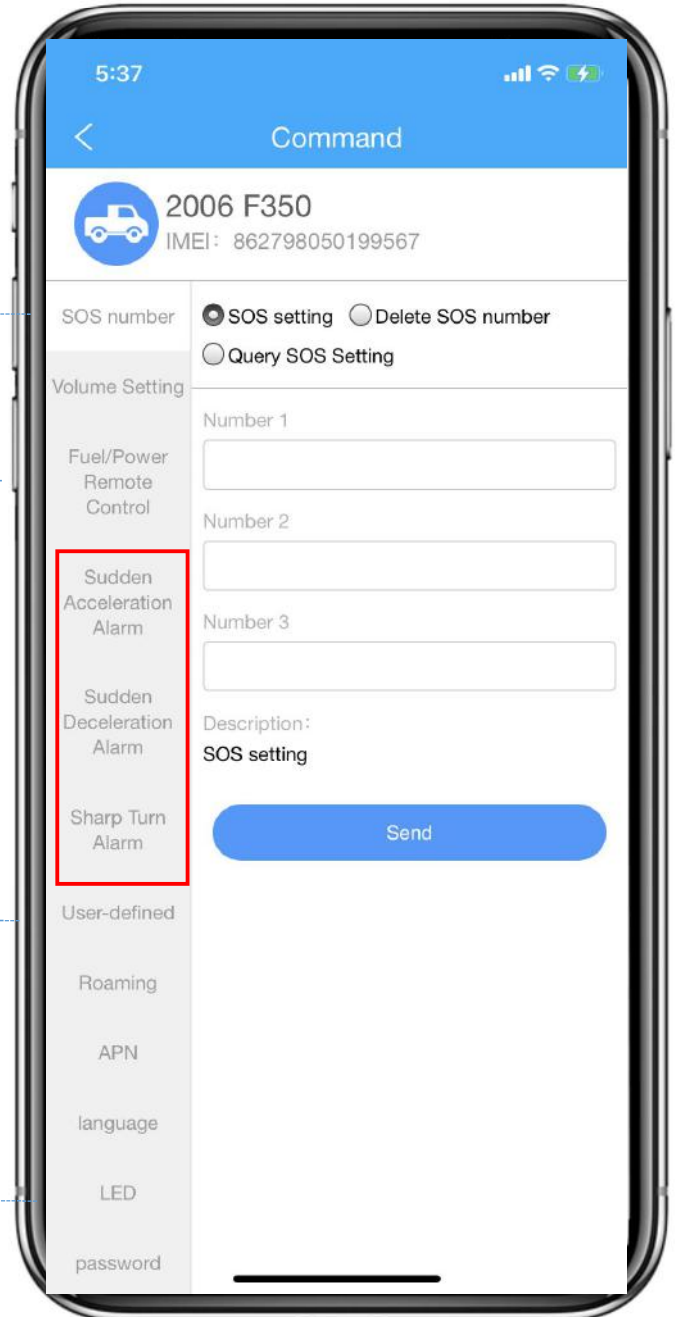 5:37
Command
2006 F350
IMEI: 862798050199567
SOS number
SOS setting
Delete SOS number
Query SOS Setting
Volume Setting
Fuel/Power
Remote
Control
Sudden
Acceleration
Alarm
Sudden
Deceleration
Alarm
Sharp Turn
Alarm
User-defined
Roaming
APN
language
LED
password
Number 1
Number 2
Number 3
Description:
SOS setting
Send